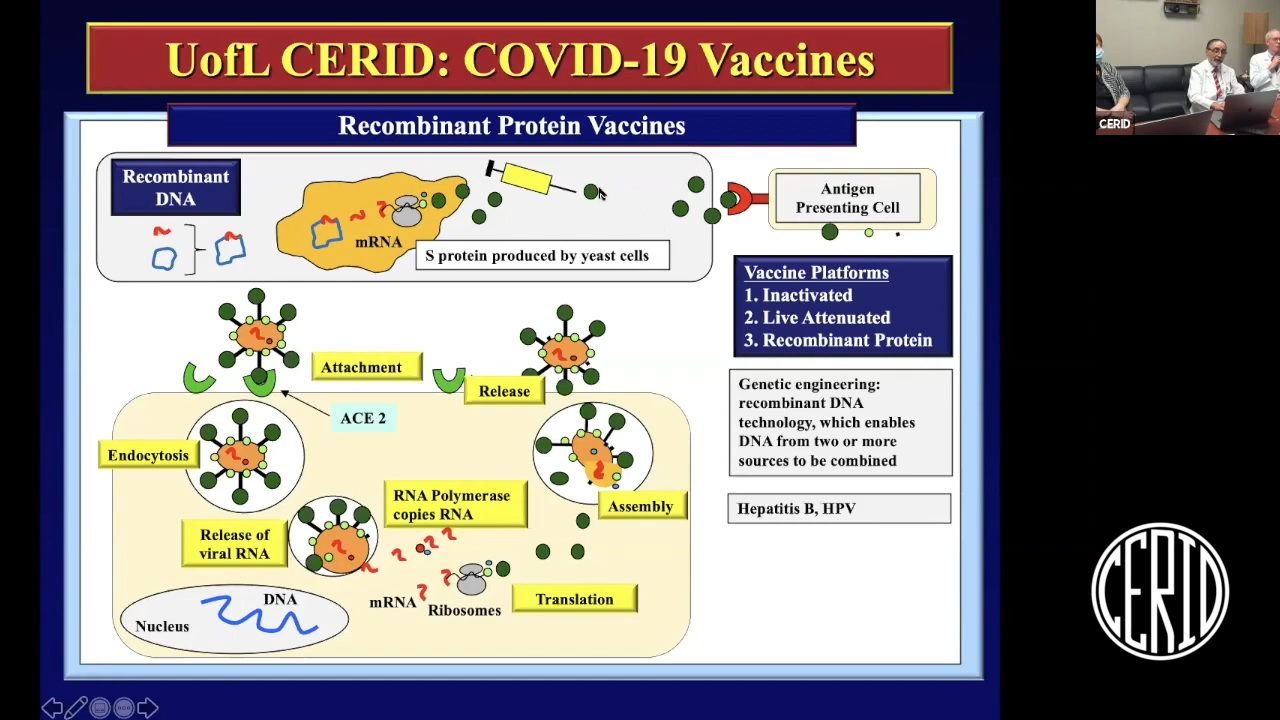 UofL CERID: COVID-19 Vaccines
Recombinant Protein Vaccines
Recombinant
DNA
mRNA
S protein produced by yeast cells
Antigen
Presenting Cell
Vaccine Platforms
1. Inactivated
2. Live Attenuated
3. Recombinant Protein
Genetic engineering:
recombinant DNA
technology, which enables
DNA from two or more
sources to be combined
Hepatitis B, HPV
Attachment
Release
ACE 2
Endocytosis
RNA Polymerase
copies RNA
Assembly
Release of
viral RNA
mRNA
Ribosomes
Translation
DNA
Nucleus
CERID
CERID